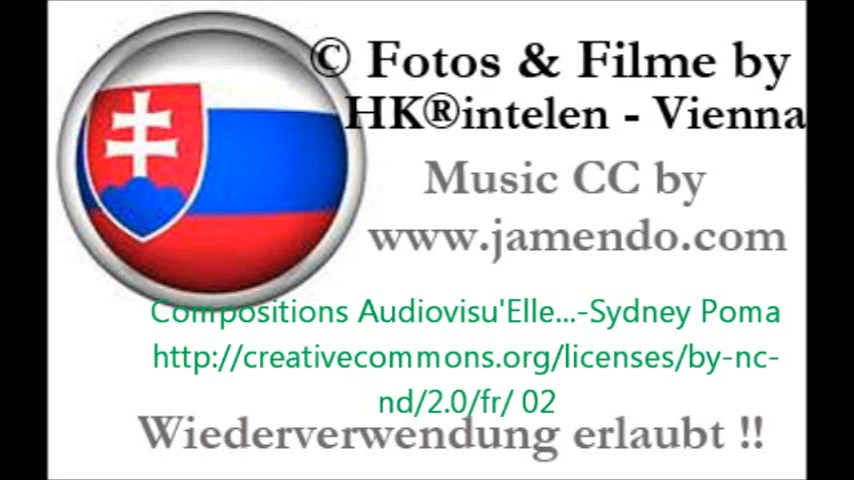 © Fotos & Filme by
HK®intelen - Vienna
Music CC by
www.jamendo.com
Compositions Audiovisu'Elle...-Sydney Poma
http://creativecommons.org/licenses/by-nc-
nd/2.0/fr/ 02
Wiederverwendung erlaubt !!